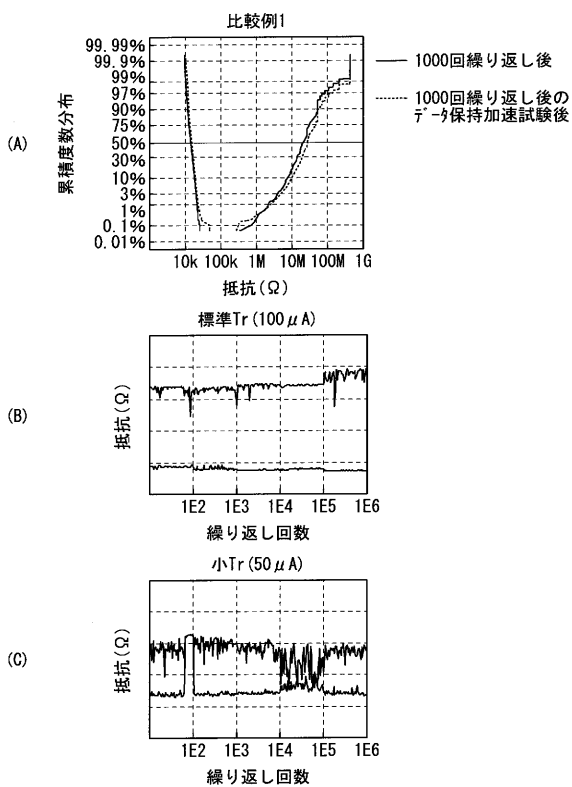 比較例1
(A)
累積度数分布
99.99%
99.9%
99%
97%
90%
75%
50%
30%
10%
3%
1%
0.1%
0.01%
10k 100k 1M 10M 100M 1G
抵抗(Ω)
1000回繰り返し後
1000回繰り返し後の
データ保持加速試験後
標準Tr(100μA)
(B)
抵抗(Ω)
1E2 1E3 1E4 1E5 1E6
繰り返し回数
小Tr(50μA)
(C)
抵抗(Ω)
1E2 1E3 1E4 1E5 1E6
繰り返し回数